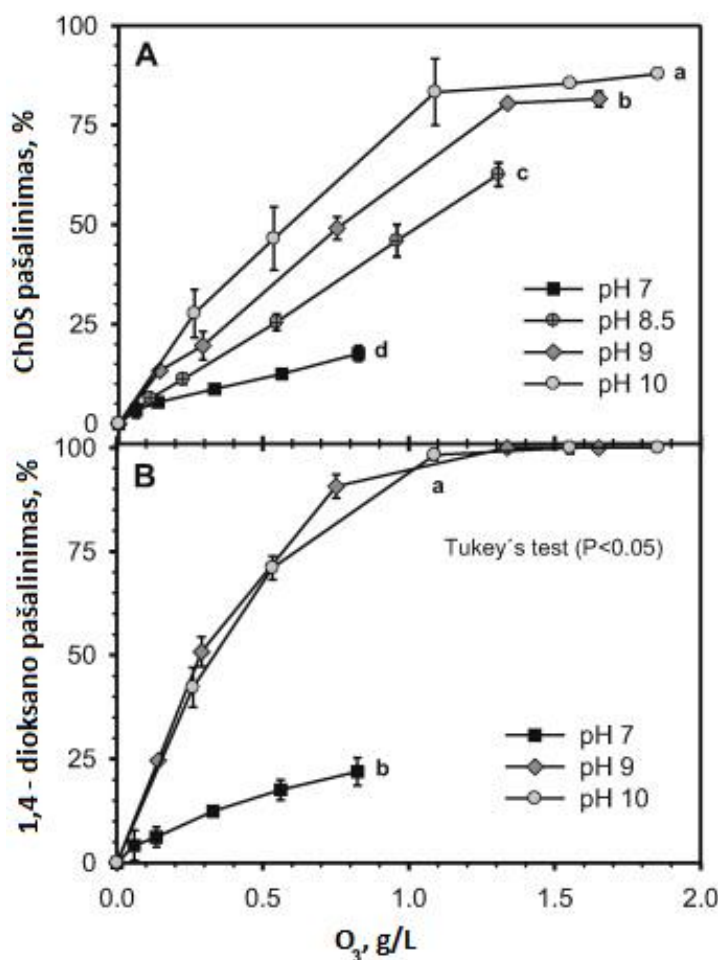 100
A
a
b
75
c
50
pH 7
pH 8.5
25
d
pH 9
pH 10
0
ChDS pašalinimas, %
100
B
a
Tukey´s test (P<0.05)
75
50
pH 7
25
b
pH 9
pH 10
0
1,4 - dioksano pašalinimas, %
0.0 0.5 1.0 1.5 2.0
O₃, g/L